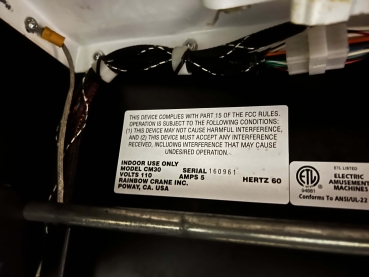 THIS DEVICE COMPLIES WITH PART 15 OF THE FCC RULES.
OPERATION IS SUBJECT TO THE FOLLOWING CONDITIONS:
(1) THIS DEVICE MAY NOT CAUSE HARMFUL INTERFERENCE,
AND (2) THIS DEVICE MUST ACCEPT ANY INTERFERENCE
RECEIVED, INCLUDING INTERFERENCE THAT MAY CAUSE
UNDESIRED OPERATION.
INDOOR USE ONLY
MODEL CM30 SERIAL 160961
VOLTS 110 AMPS 5 HERTZ 60
RAINBOW CRANE INC.
POWAY, CA. USA
ETL LISTED
ELECTRIC
AMUSEMENT
MACHINES
Conforms To ANSI/UL-22